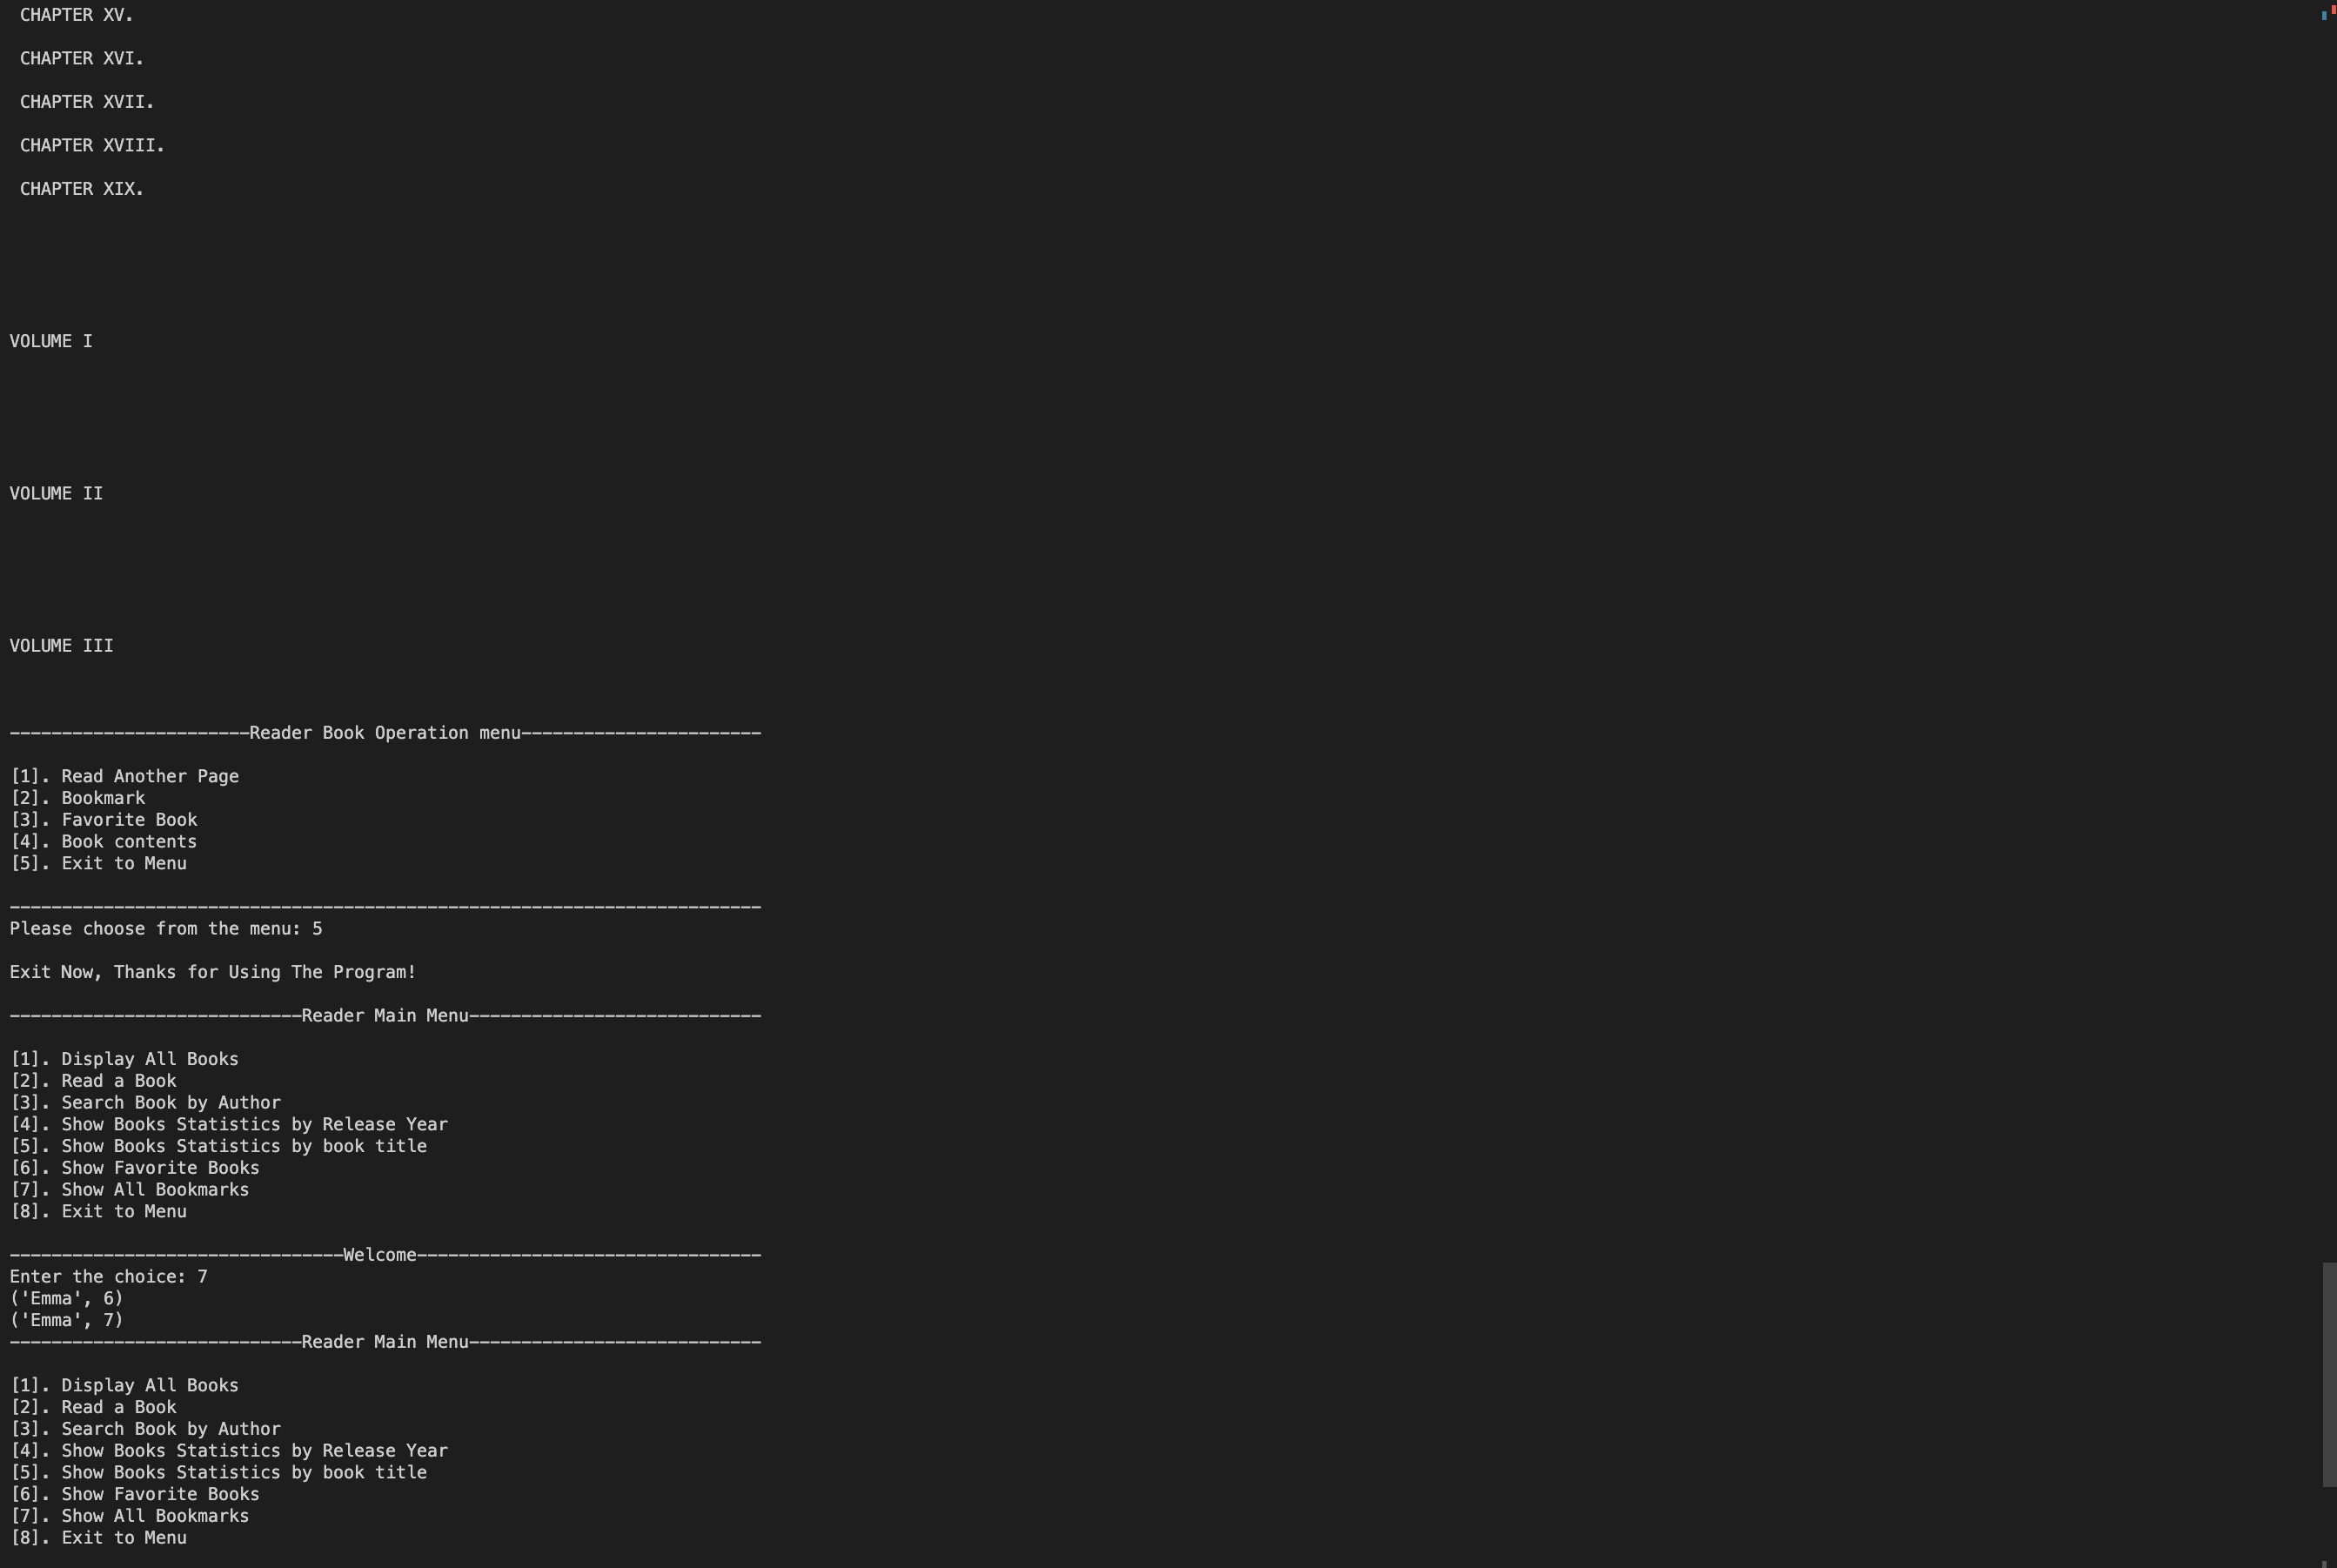 CHAPTER XV.
CHAPTER XVI.
CHAPTER XVII.
CHAPTER XVIII.
CHAPTER XIX.
VOLUME I
VOLUME II
VOLUME III
-----------------------Reader Book Operation menu-----------------------
[1]. Read Another Page
[2]. Bookmark
[3]. Favorite Book
[4]. Book contents
[5]. Exit to Menu
------------------------------------------------------------------------
Please choose from the menu: 5
Exit Now, Thanks for Using The Program!
----------------------------Reader Main Menu----------------------------
[1]. Display All Books
[2]. Read a Book
[3]. Search Book by Author
[4]. Show Books Statistics by Release Year
[5]. Show Books Statistics by book title
[6]. Show Favorite Books
[7]. Show All Bookmarks
[8]. Exit to Menu
--------------------------------Welcome---------------------------------
Enter the choice: 7
('Emma', 6)
('Emma', 7)
----------------------------Reader Main Menu----------------------------
[1]. Display All Books
[2]. Read a Book
[3]. Search Book by Author
[4]. Show Books Statistics by Release Year
[5]. Show Books Statistics by book title
[6]. Show Favorite Books
[7]. Show All Bookmarks
[8]. Exit to Menu